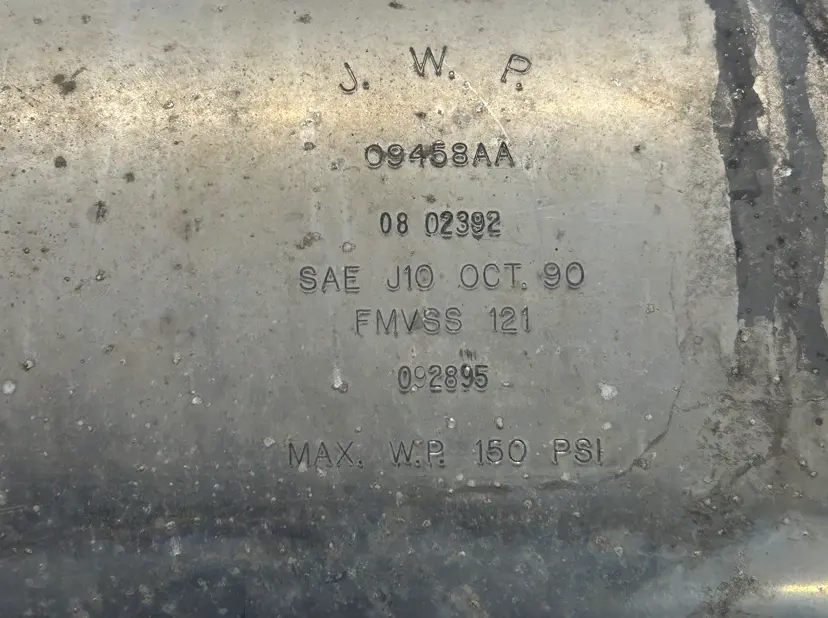 J. W. P.
09458AA
08 02392
SAE J10 OCT. 90
FMVSS 121
092895
MAX. W.P. 150 PSI